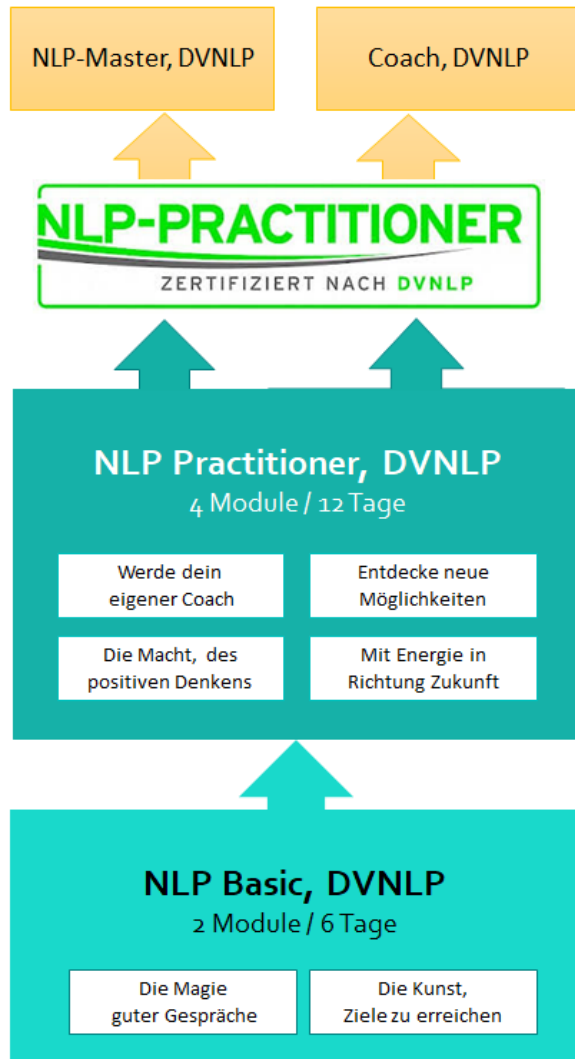 NLP-Master, DVNLP
Coach, DVNLP
NLP-PRACTITIONER
ZERTIFIZIERT NACH DVNLP
NLP Practitioner, DVNLP
4 Module / 12 Tage
Werde dein
eigener Coach
Entdecke neue
Möglichkeiten
Die Macht, des
positiven Denkens
Mit Energie in
Richtung Zukunft
NLP Basic, DVNLP
2 Module / 6 Tage
Die Magie
guter Gespräche
Die Kunst,
Ziele zu erreichen